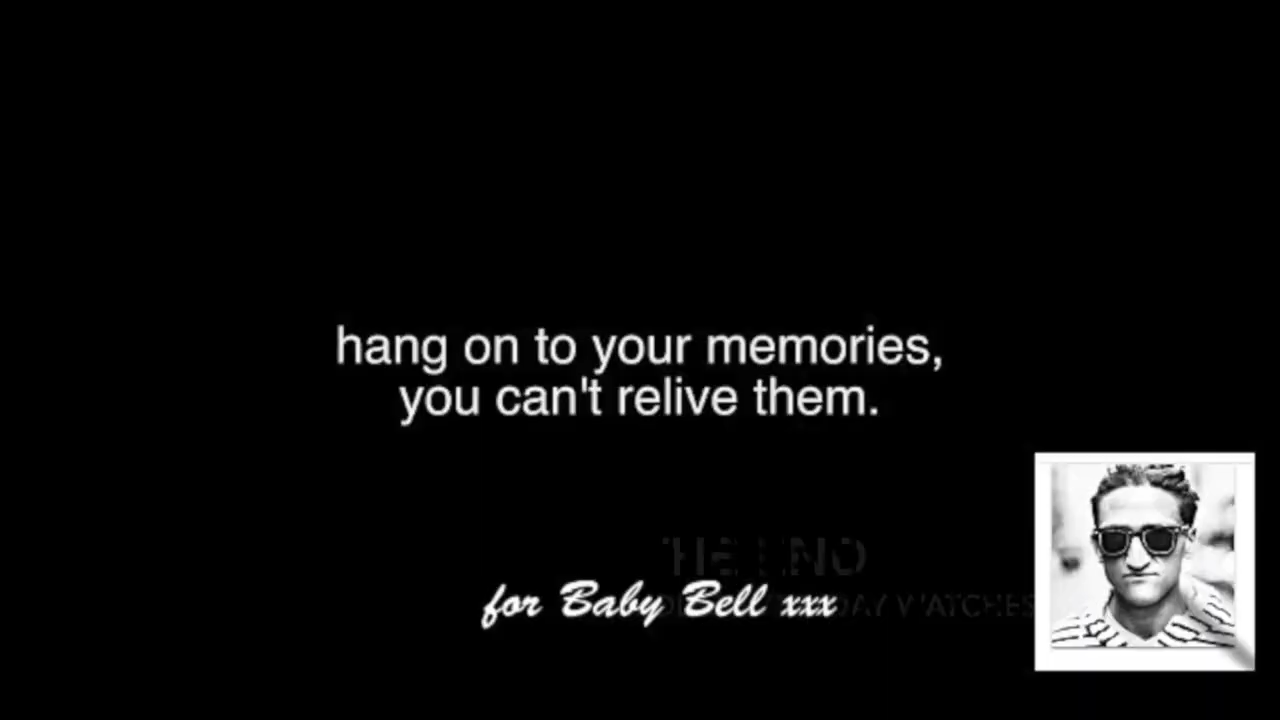 hang on to your memories,
you can't relive them.
THE END
for Baby Bell xxx